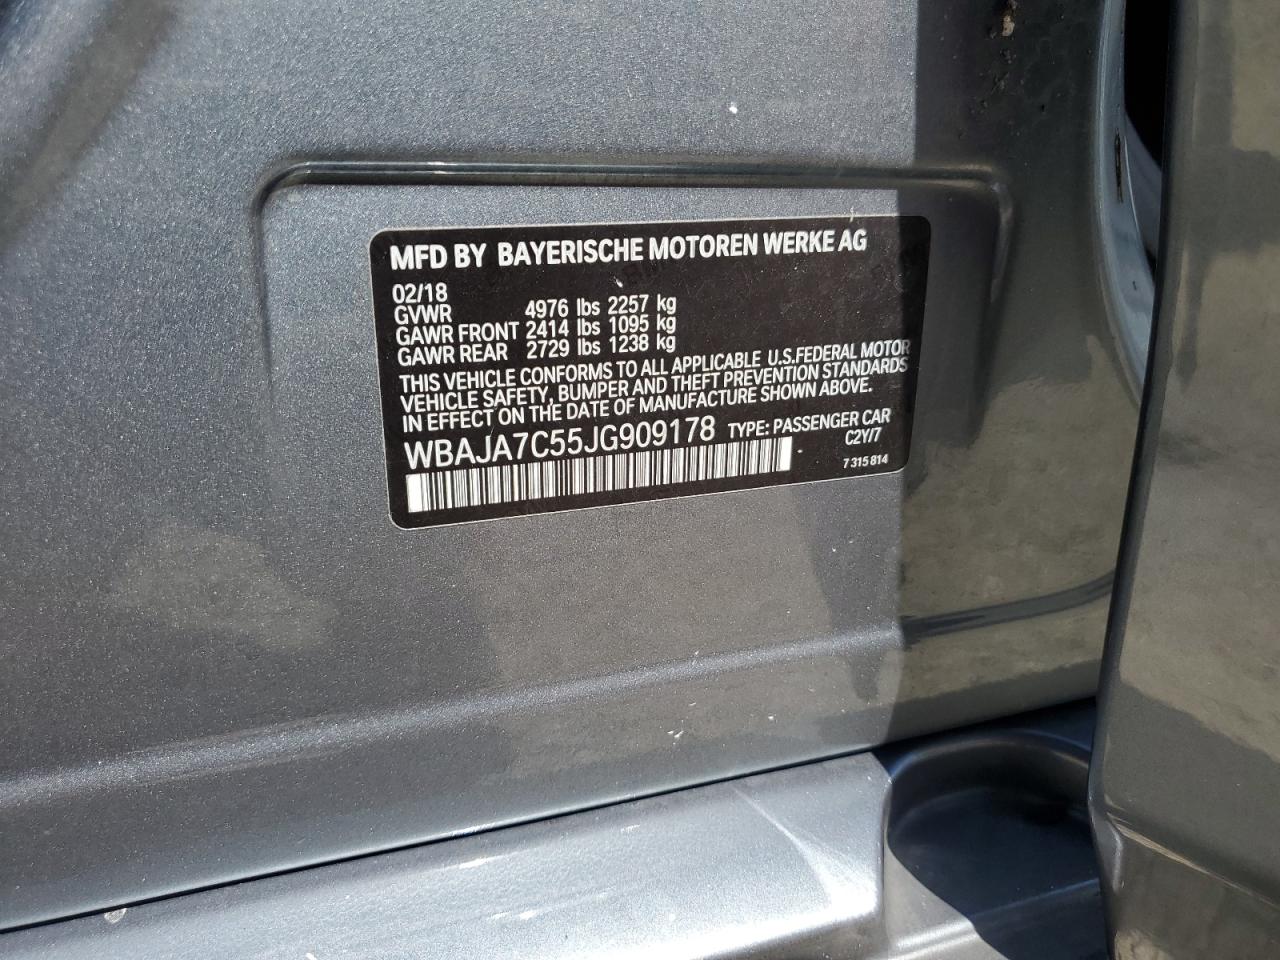 MFD BY BAYERISCHE MOTOREN WERKE AG
02/18
GVWR 4976 lbs 2257 kg
GAWR FRONT 2414 lbs 1095 kg
GAWR REAR 2729 lbs 1238 kg
THIS VEHICLE CONFORMS TO ALL APPLICABLE U.S.FEDERAL MOTOR
VEHICLE SAFETY, BUMPER AND THEFT PREVENTION STANDARDS
IN EFFECT ON THE DATE OF MANUFACTURE SHOWN ABOVE.
WBAJA7C55JG909178 TYPE: PASSENGER CAR
C2Y/7
7 315 814